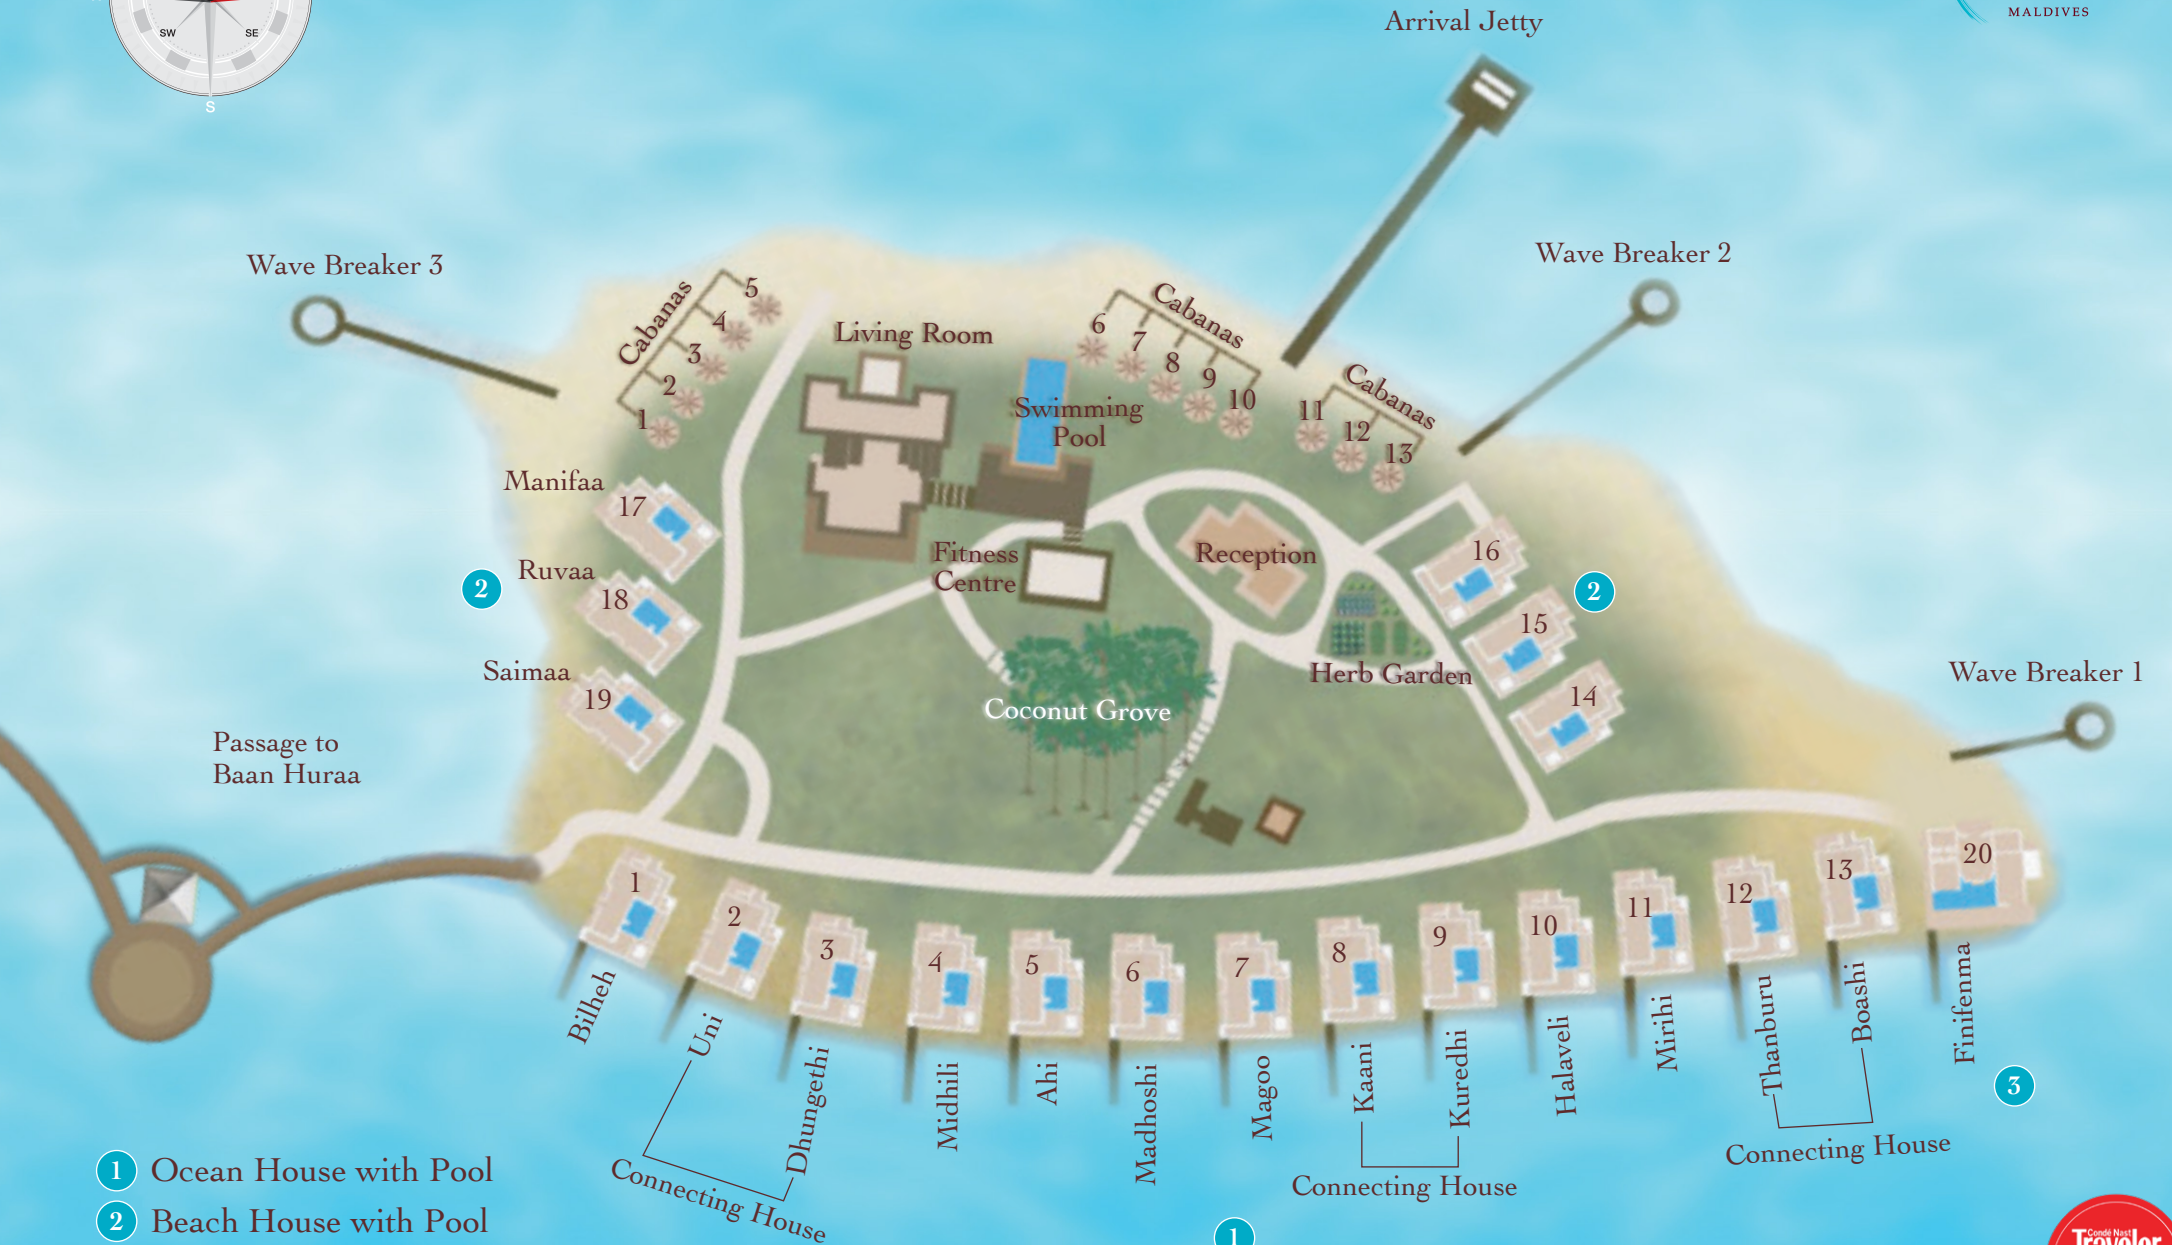 SW
SE
S
MALDIVES
Arrival Jetty
Wave Breaker 3
Wave Breaker 2
Wave Breaker 1
Cabanas
5
4
3
2
1
Living Room
Swimming
Pool
Cabanas
6
7
8
9
10
Cabanas
11
12
13
Manifaa
17
Ruvaa
18
2
Saimaa
19
Fitness
Centre
Reception
16
15
2
14
Herb Garden
Coconut Grove
Passage to
Baan Huraa
1
2
3
4
5
6
7
8
9
10
11
12
13
20
Bilheh
Uni
Dhungethi
Midhili
Ahi
Madhoshi
Magoo
Kaani
Kuredhi
Halaveli
Mirihi
Thanburu
Boashi
Finifenma
3
Connecting House
Connecting House
Connecting House
1 Ocean House with Pool
2 Beach House with Pool
1
Condé Nast
Traveler